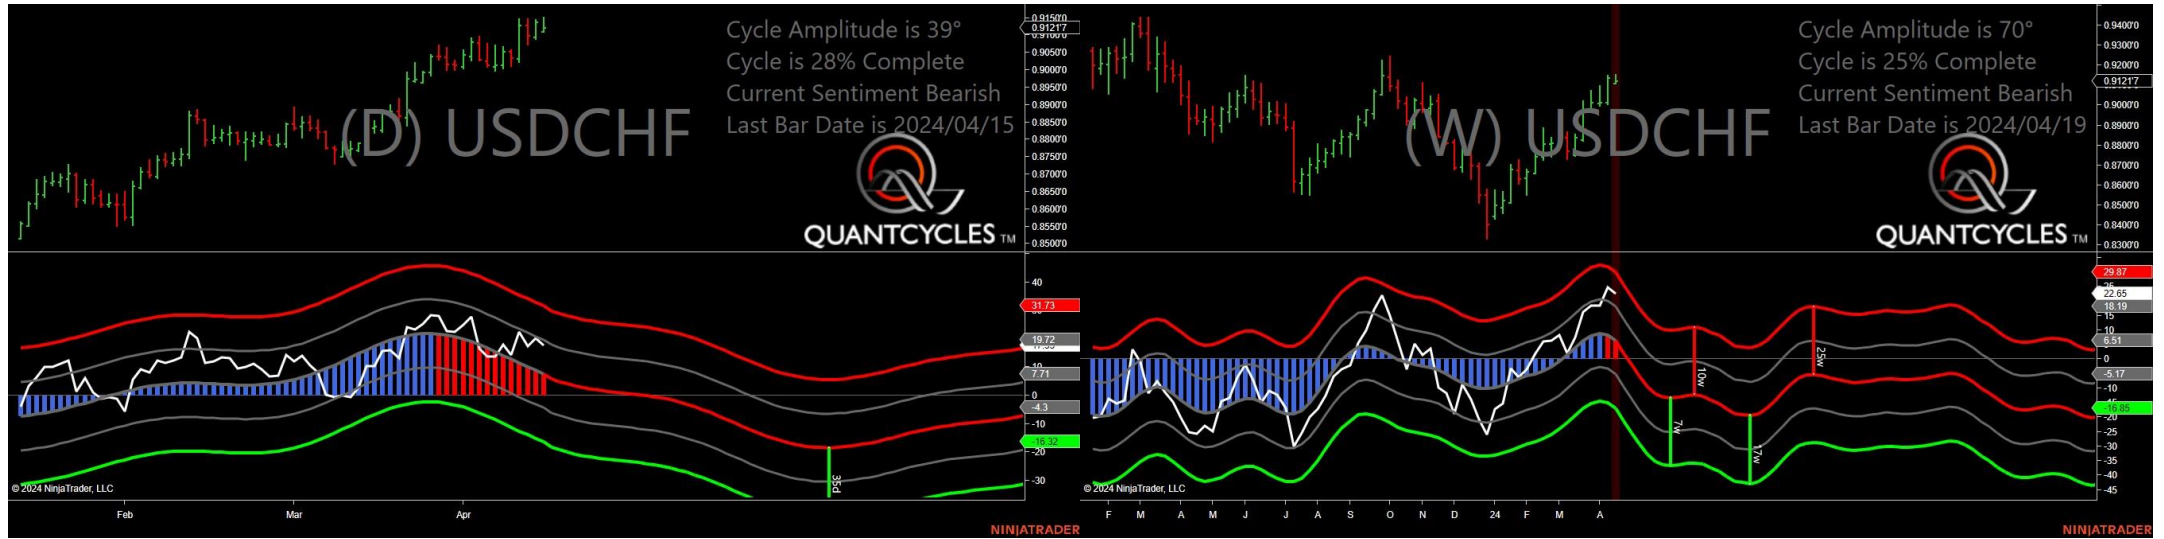 Cycle Amplitude is 39°
Cycle is 28% Complete
Current Sentiment Bearish
Last Bar Date is 2024/04/15
(D) USDCHF
QUANTCYCLES TM
0.9150'0
0.9121'7
0.9100'0
0.9050'0
0.9000'0
0.8950'0
0.8900'0
0.8850'0
0.8800'0
0.8750'0
0.8700'0
0.8650'0
0.8600'0
0.8550'0
0.8500'0
40
31.73
19.72
10
7.71
0
-4.3
-10
-16.32
-20
-30
35d
© 2024 NinjaTrader, LLC
Feb Mar Apr
NINJATRADER
Cycle Amplitude is 70°
Cycle is 25% Complete
Current Sentiment Bearish
Last Bar Date is 2024/04/19
(W) USDCHF
QUANTCYCLES TM
0.9400'0
0.9300'0
0.9200'0
0.9121'7
0.9000'0
0.8900'0
0.8800'0
0.8700'0
0.8600'0
0.8500'0
0.8400'0
0.8300'0
29.87
22.65
18.19
15
10
6.51
0
-5.17
-10
-16.85
-20
-25
-30
-35
-40
-45
7w
10w
17w
25w
© 2024 NinjaTrader, LLC
F M A M J J A S O N D 24 F M A
NINJATRADER